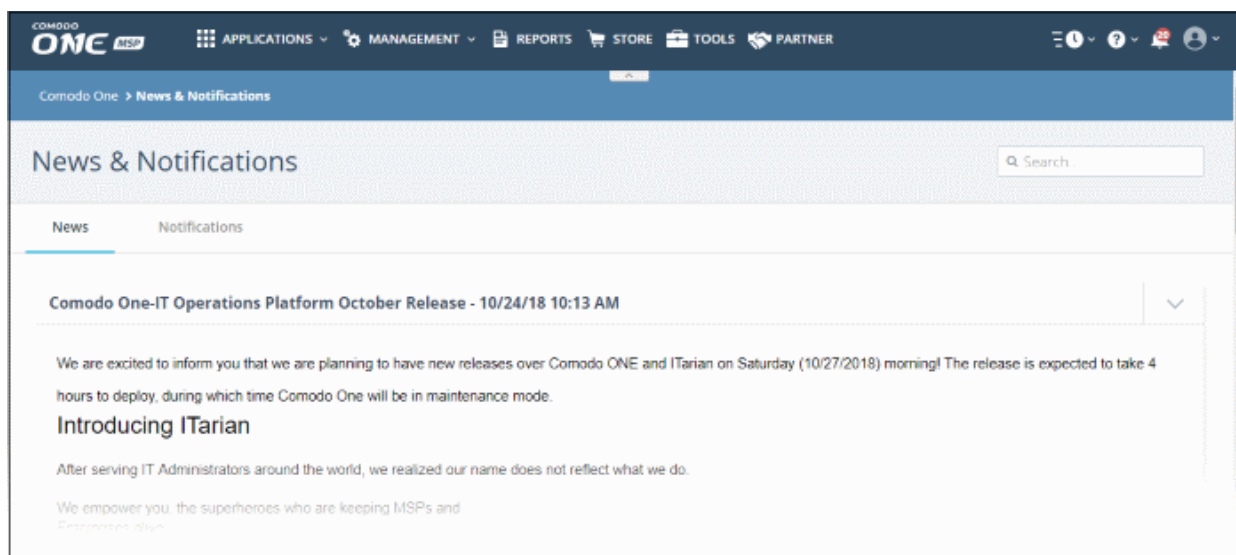 COMODO
ONE MSP
APPLICATIONS MANAGEMENT REPORTS STORE TOOLS PARTNER
20
Comodo One > News & Notifications
News & Notifications
Search
News Notifications
Comodo One-IT Operations Platform October Release - 10/24/18 10:13 AM
We are excited to inform you that we are planning to have new releases over Comodo ONE and ITarian on Saturday (10/27/2018) morning! The release is expected to take 4
hours to deploy, during which time Comodo One will be in maintenance mode.
Introducing ITarian
After serving IT Administrators around the world, we realized our name does not reflect what we do.
We empower you, the superheroes who are keeping MSPs and
Enterprises alive